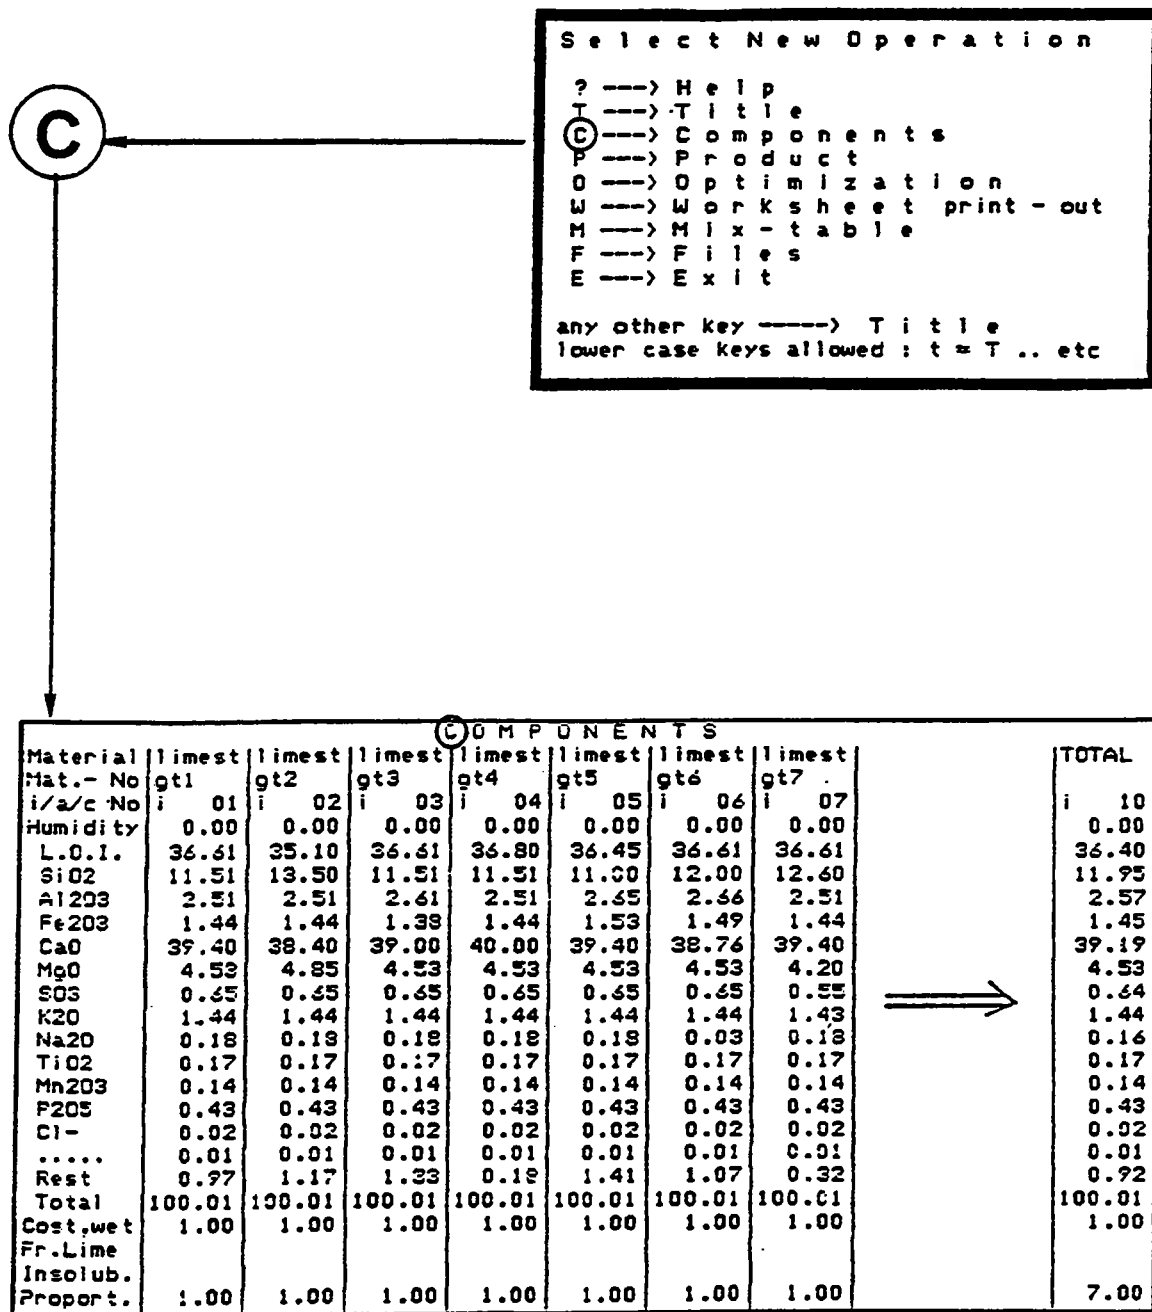 Select New Operation
? ---> Help
T ---> Title
C ---> Components
P ---> Product
O ---> Optimization
W ---> Worksheet print-out
M ---> Mix-table
F ---> Files
E ---> Exit
any other key -----> Title
lower case keys allowed : t = T .. etc
C
COMPONENTS
Material limest limest limest limest limest limest limest TOTAL
Mat.- No gt1 gt2 gt3 gt4 gt5 gt6 gt7
i/a/c No i 01 i 02 i 03 i 04 i 05 i 06 i 07 i 10
Humidity 0.00 0.00 0.00 0.00 0.00 0.00 0.00 0.00
L.O.I. 36.61 35.10 36.61 36.80 36.45 36.61 36.61 36.40
SiO2 11.51 13.50 11.51 11.51 11.00 12.00 12.60 11.95
Al2O3 2.51 2.51 2.61 2.51 2.65 2.66 2.51 2.57
Fe2O3 1.44 1.44 1.38 1.44 1.53 1.49 1.44 1.45
CaO 39.40 38.40 39.00 40.00 39.40 38.76 39.40 39.19
MgO 4.53 4.85 4.53 4.53 4.53 4.53 4.20 4.53
SO3 0.65 0.65 0.65 0.65 0.65 0.65 0.55 0.64
K2O 1.44 1.44 1.44 1.44 1.44 1.44 1.43 1.44
Na2O 0.18 0.18 0.18 0.18 0.18 0.03 0.18 0.16
TiO2 0.17 0.17 0.17 0.17 0.17 0.17 0.17 0.17
Mn2O3 0.14 0.14 0.14 0.14 0.14 0.14 0.14 0.14
P2O5 0.43 0.43 0.43 0.43 0.43 0.43 0.43 0.43
Cl- 0.02 0.02 0.02 0.02 0.02 0.02 0.02 0.02
..... 0.01 0.01 0.01 0.01 0.01 0.01 0.01 0.01
Rest 0.97 1.17 1.33 0.18 1.41 1.07 0.32 0.92
Total 100.01 100.01 100.01 100.01 100.01 100.01 100.01 100.01
Cost,wet 1.00 1.00 1.00 1.00 1.00 1.00 1.00 1.00
Fr.Lime
Insolub.
Proport. 1.00 1.00 1.00 1.00 1.00 1.00 1.00 7.00